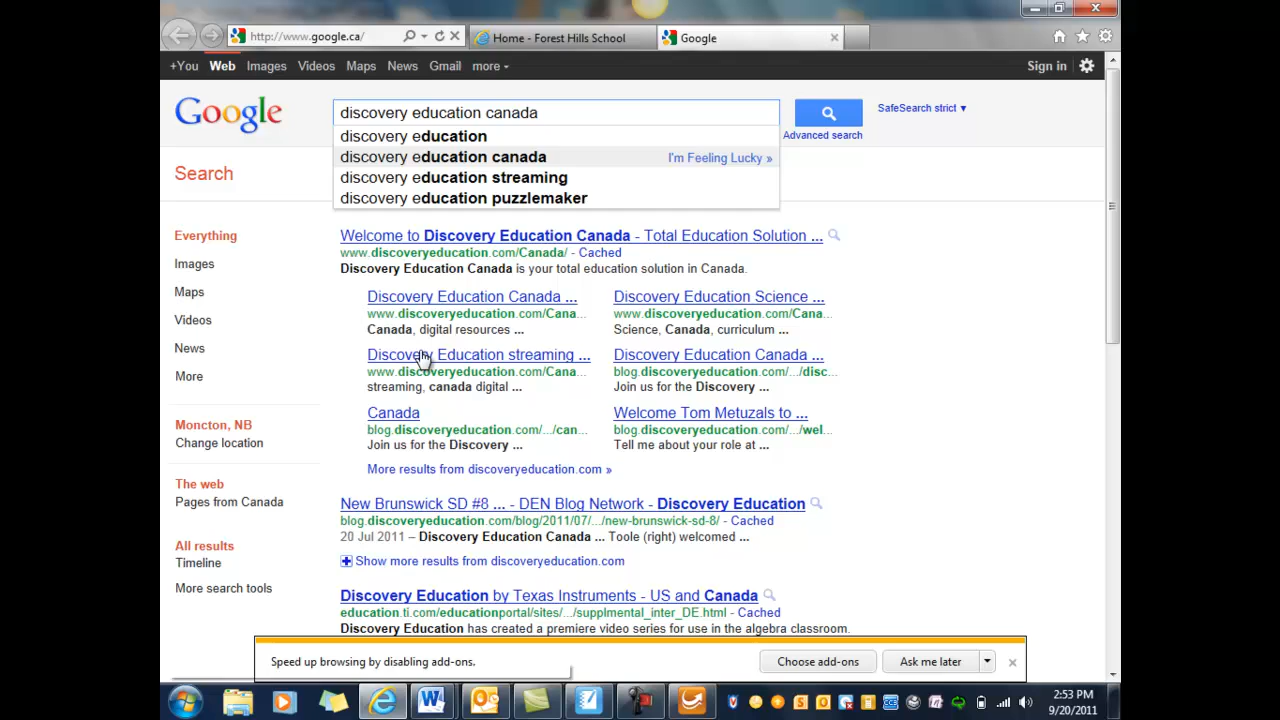 http://www.google.ca/
Home - Forest Hills School
Google
+You Web Images Videos Maps News Gmail more
Sign in
Google
discovery education canada
SafeSearch strict
Advanced search
discovery education
discovery education canada I'm Feeling Lucky »
discovery education streaming
discovery education puzzlemaker
Search
Everything
Images
Maps
Videos
News
More
Moncton, NB
Change location
The web
Pages from Canada
All results
Timeline
More search tools
Welcome to Discovery Education Canada - Total Education Solution ...
www.discoveryeducation.com/Canada/ - Cached
Discovery Education Canada is your total education solution in Canada.
Discovery Education Canada ...
www.discoveryeducation.com/Cana...
Canada, digital resources ...
Discovery Education Science ...
www.discoveryeducation.com/Cana...
Science, Canada, curriculum ...
Discovery Education streaming ...
www.discoveryeducation.com/Cana...
streaming, canada digital ...
Discovery Education Canada ...
blog.discoveryeducation.com/.../disc...
Join us for the Discovery ...
Canada
blog.discoveryeducation.com/.../can...
Join us for the Discovery ...
Welcome Tom Metuzals to ...
blog.discoveryeducation.com/.../wel...
Tell me about your role at ...
More results from discoveryeducation.com »
New Brunswick SD #8 ... - DEN Blog Network - Discovery Education
blog.discoveryeducation.com/blog/2011/07/.../new-brunswick-sd-8/ - Cached
20 Jul 2011 – Discovery Education Canada ... Toole (right) welcomed ...
Show more results from discoveryeducation.com
Discovery Education by Texas Instruments - US and Canada
education.ti.com/educationportal/sites/.../supplmental_inter_DE.html - Cached
Discovery Education has created a premiere video series for use in the algebra classroom.
Speed up browsing by disabling add-ons.
Choose add-ons
Ask me later
2:53 PM
9/20/2011